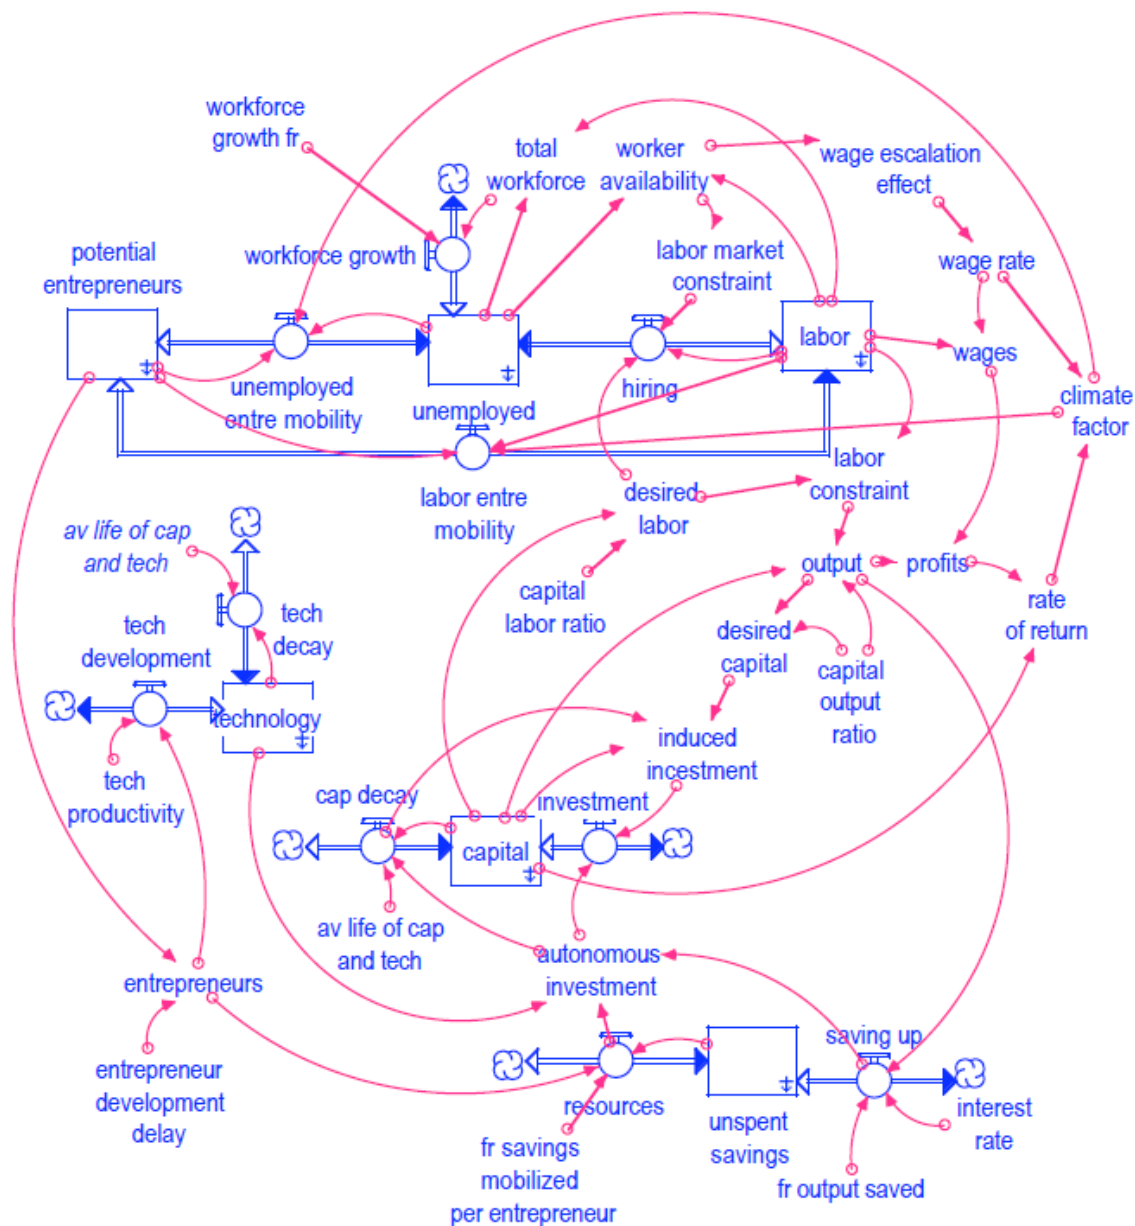 workforce
growth fr
total
workforce
worker
availability
wage escalation
effect
potential
entrepreneurs
workforce growth
labor market
constraint
wage rate
labor
wages
unemployed
entre mobility
unemployed
hiring
climate
factor
labor entre
mobility
desired
labor
labor
constraint
av life of cap
and tech
capital
labor ratio
output
profits
rate
of return
tech
development
tech
decay
desired
capital
capital
output
ratio
technology
induced
incestment
tech
productivity
cap decay
investment
capital
av life of cap
and tech
autonomous
investment
entrepreneurs
saving up
entrepreneur
development
delay
resources
unspent
savings
interest
rate
fr savings
mobilized
per entrepreneur
fr output saved